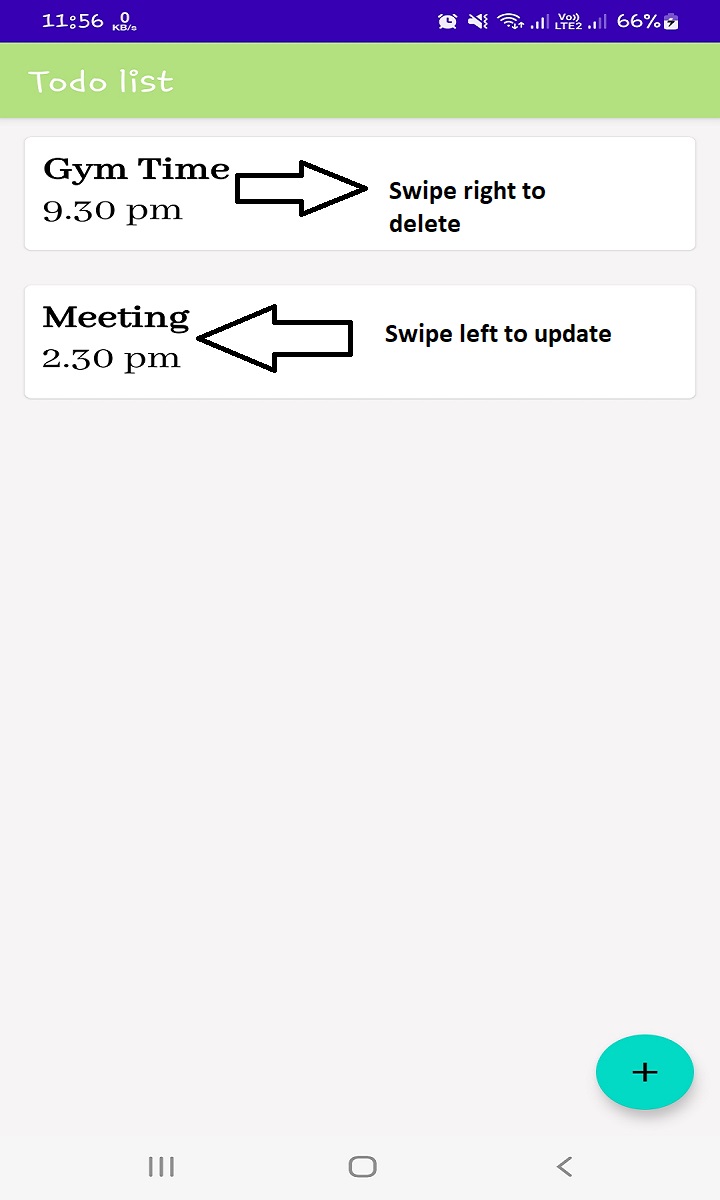 11:56 0 KB/s Vo)) LTE2 66%
Todo list
Gym Time
9.30 pm
Swipe right to
delete
Meeting
2.30 pm
Swipe left to update
+